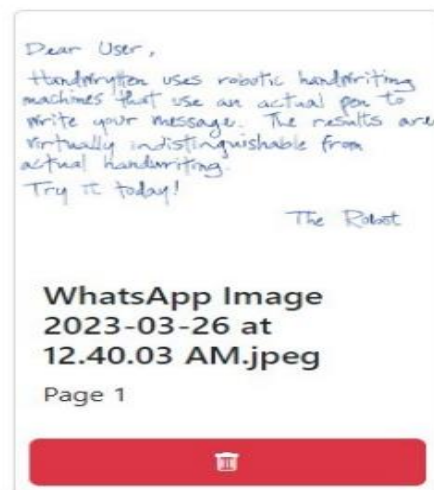 Dear User,
Handwrytten uses robotic handwriting
machines that use an actual pen to
write your message. The results are
virtually indistinguishable from
actual handwriting.
Try it today!
The Robot
WhatsApp Image
2023-03-26 at
12.40.03 AM.jpeg
Page 1